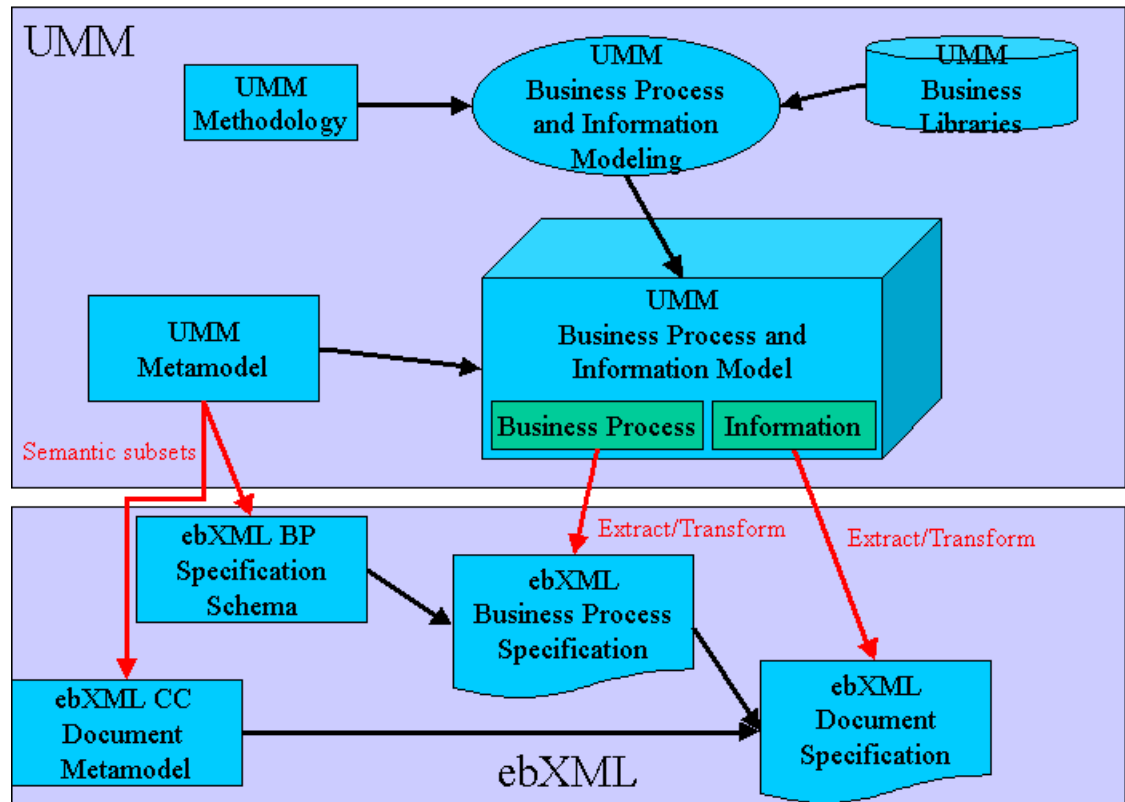 UMM
UMM
Methodology
UMM
Business Process
and Information
Modeling
UMM
Business
Libraries
UMM
Metamodel
UMM
Business Process and
Information Model
Business Process
Information
Semantic subsets
Extract/Transform
Extract/Transform
ebXML BP
Specification
Schema
ebXML
Business Process
Specification
ebXML CC
Document
Metamodel
ebXML
Document
Specification
ebXML